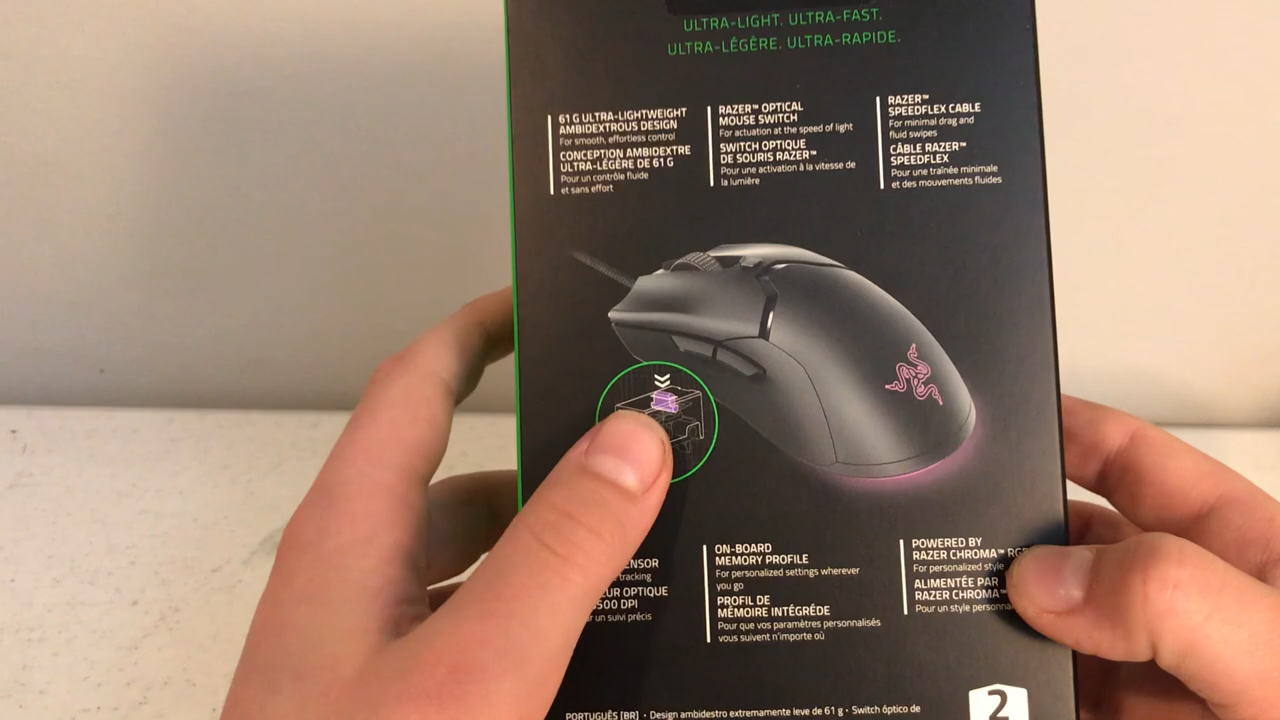 ULTRA-LIGHT. ULTRA-FAST.
ULTRA-LÉGÈRE. ULTRA-RAPIDE.
61 G ULTRA-LIGHTWEIGHT
AMBIDEXTROUS DESIGN
For smooth, effortless control
CONCEPTION AMBIDEXTRE
ULTRA-LÉGÈRE DE 61 G
Pour un contrôle fluide
et sans effort
RAZER™ OPTICAL
MOUSE SWITCH
For actuation at the speed of light
SWITCH OPTIQUE
DE SOURIS RAZER™
Pour une activation à la vitesse de
la lumière
RAZER™
SPEEDFLEX CABLE
For minimal drag and
fluid swipes
CÂBLE RAZER™
SPEEDFLEX
Pour une traînée minimale
et des mouvements fluides
tracking
OPTIQUE
500 DPI
un suivi précis
ON-BOARD
MEMORY PROFILE
For personalized settings wherever
you go
PROFIL DE
MÉMOIRE INTÉGRÉDE
Pour que vos paramètres personnalisés
vous suivent n'importe où
POWERED BY
RAZER CHROMA™
For personalized style
ALIMENTÉE PAR
RAZER CHROMA™
Pour un style
PORTUGUÊS [BR] • Design ambidestro extremamente leve de 61 g • Switch óptico de
2